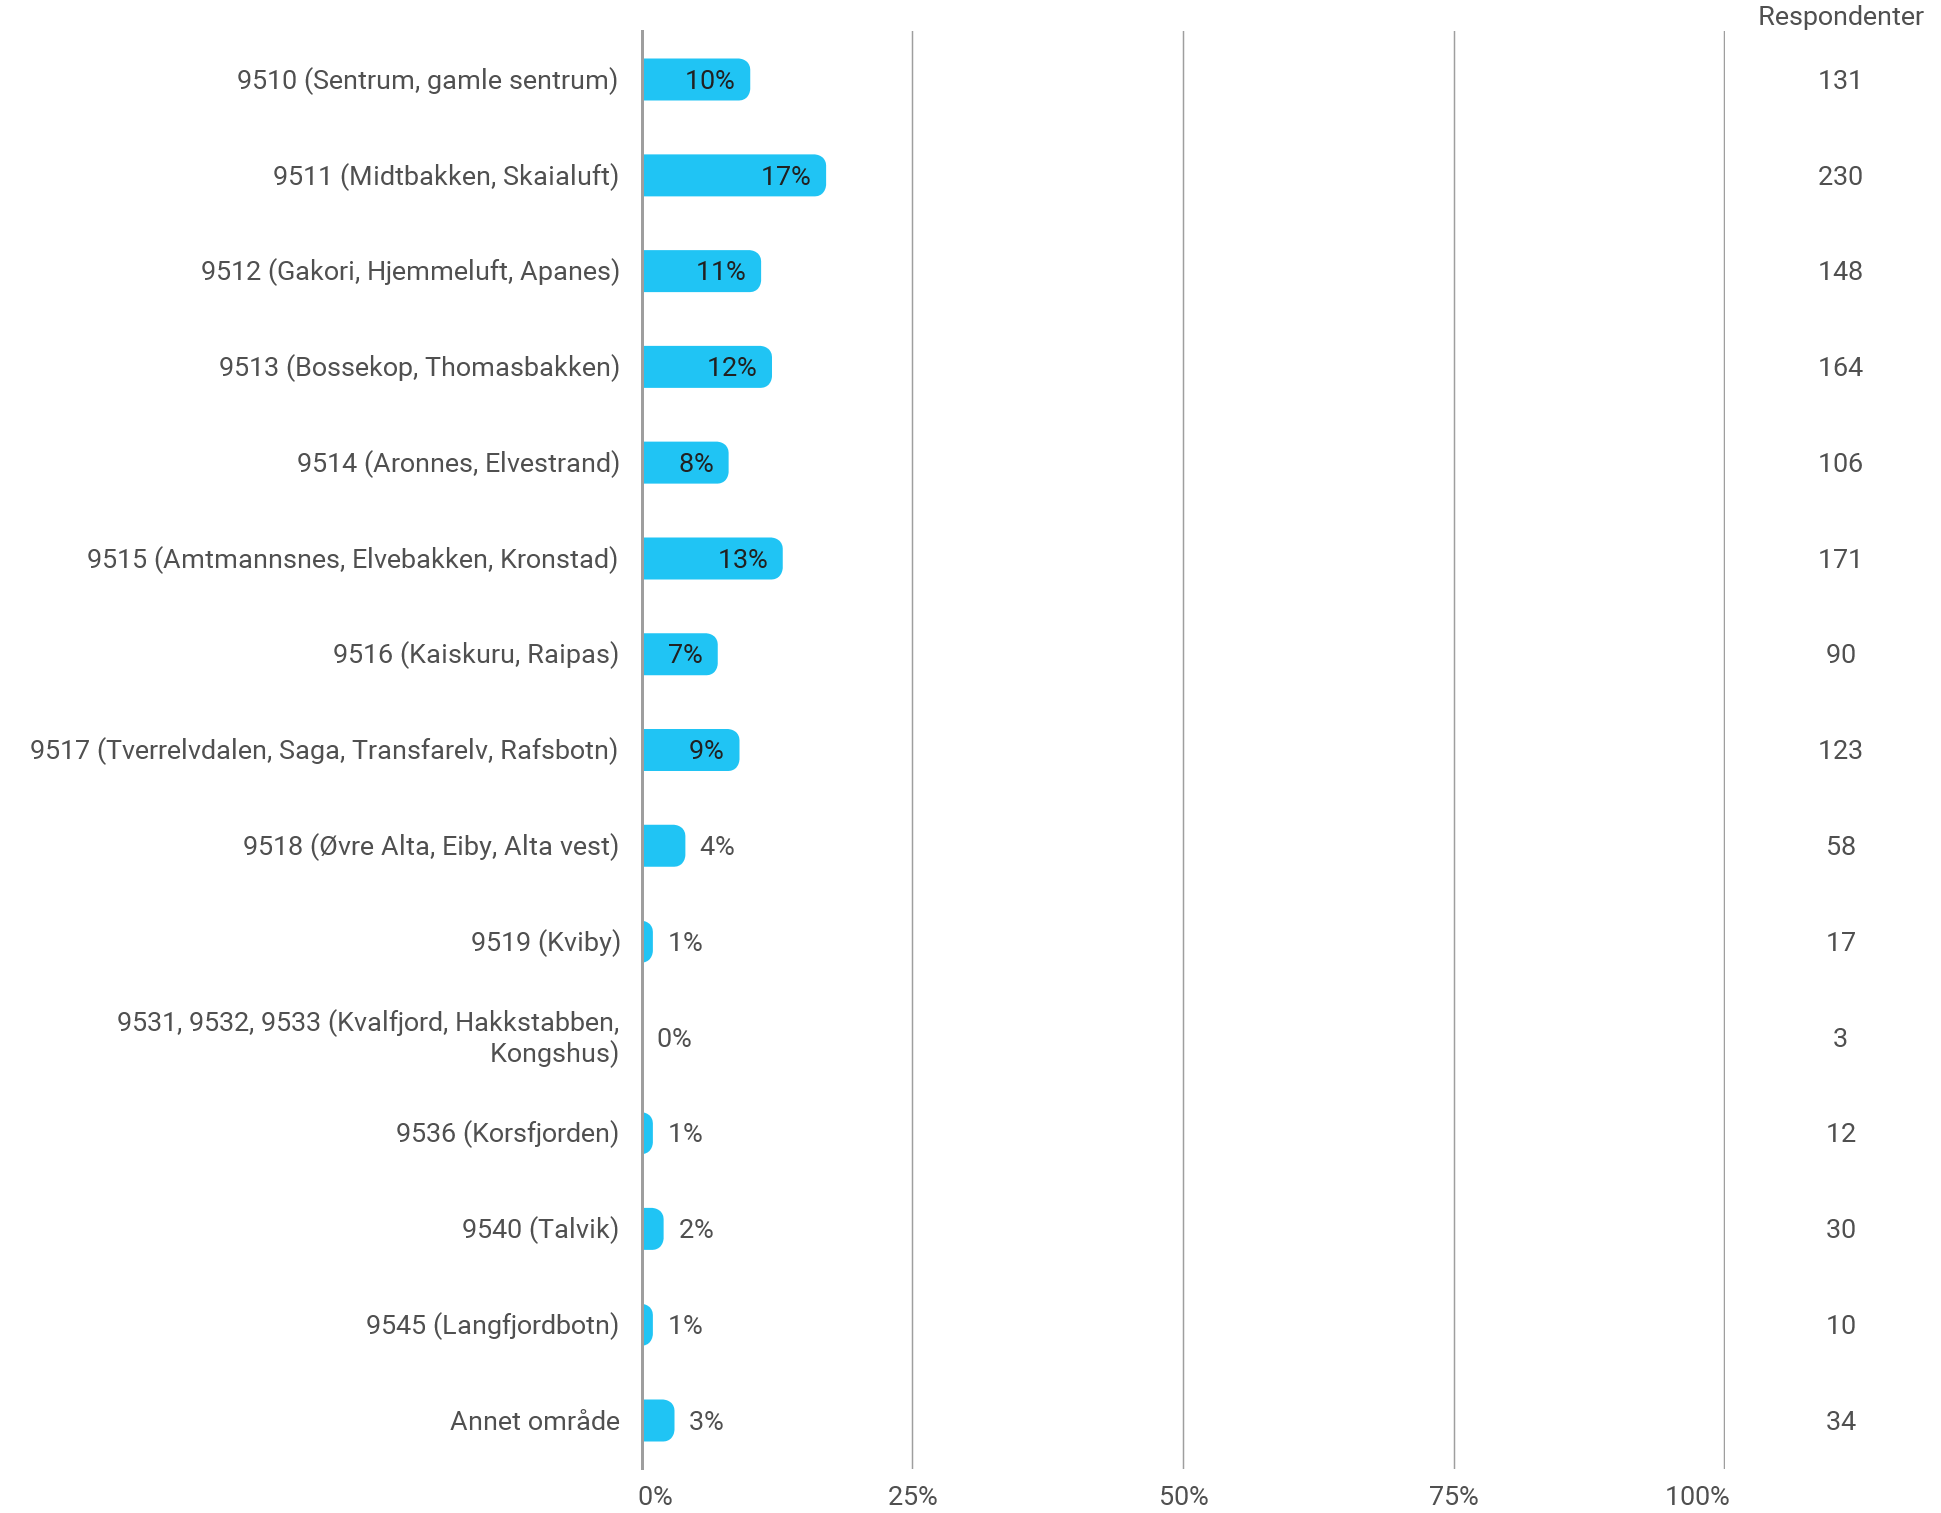 Respondenter
9510 (Sentrum, gamle sentrum) 10% 131
9511 (Midtbakken, Skaialuft) 17% 230
9512 (Gakori, Hjemmeluft, Apanes) 11% 148
9513 (Bossekop, Thomasbakken) 12% 164
9514 (Aronnes, Elvestrand) 8% 106
9515 (Amtmannsnes, Elvebakken, Kronstad) 13% 171
9516 (Kaiskuru, Raipas) 7% 90
9517 (Tverrelvdalen, Saga, Transfarelv, Rafsbotn) 9% 123
9518 (Øvre Alta, Eiby, Alta vest) 4% 58
9519 (Kviby) 1% 17
9531, 9532, 9533 (Kvalfjord, Hakkstabben,
Kongshus) 0% 3
9536 (Korsfjorden) 1% 12
9540 (Talvik) 2% 30
9545 (Langfjordbotn) 1% 10
Annet område 3% 34
0% 25% 50% 75% 100%